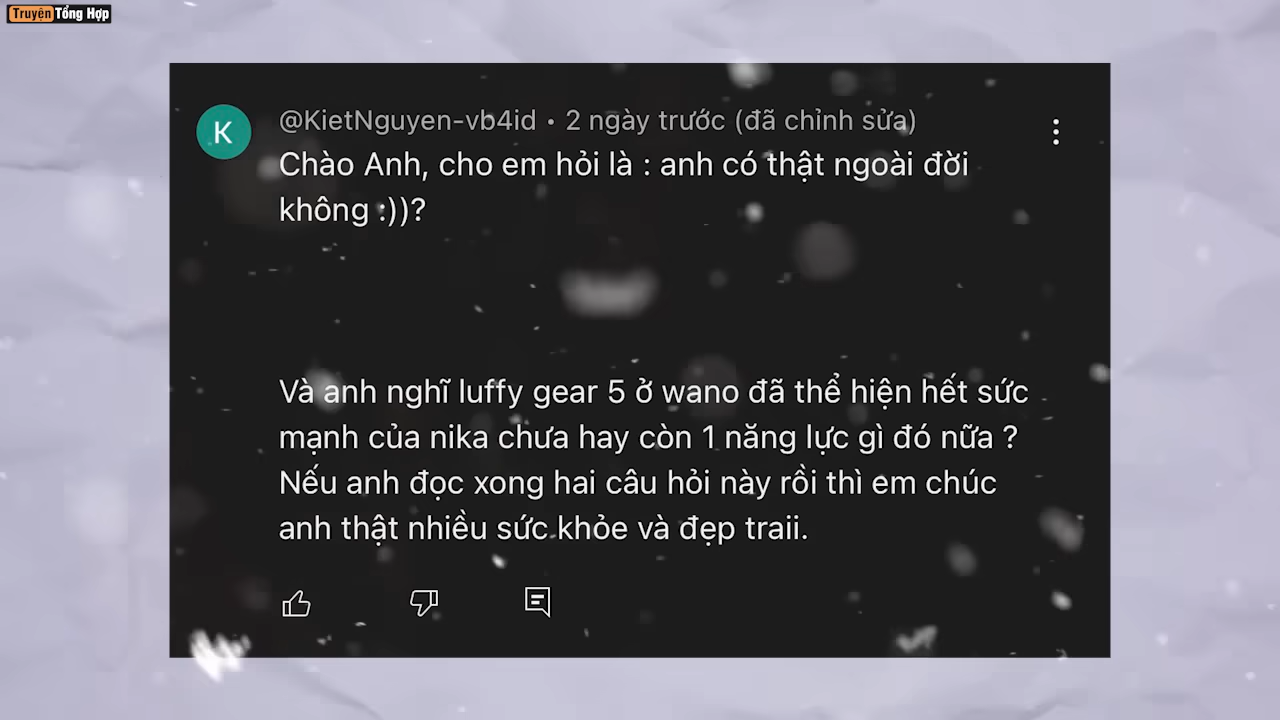 Truyện Tổng Hợp
K
@KietNguyen-vb4id • 2 ngày trước (đã chỉnh sửa)
Chào Anh, cho em hỏi là : anh có thật ngoài đời
không :))?
Và anh nghĩ luffy gear 5 ở wano đã thể hiện hết sức
mạnh của nika chưa hay còn 1 năng lực gì đó nữa ?
Nếu anh đọc xong hai câu hỏi này rồi thì em chúc
anh thật nhiều sức khỏe và đẹp traii.